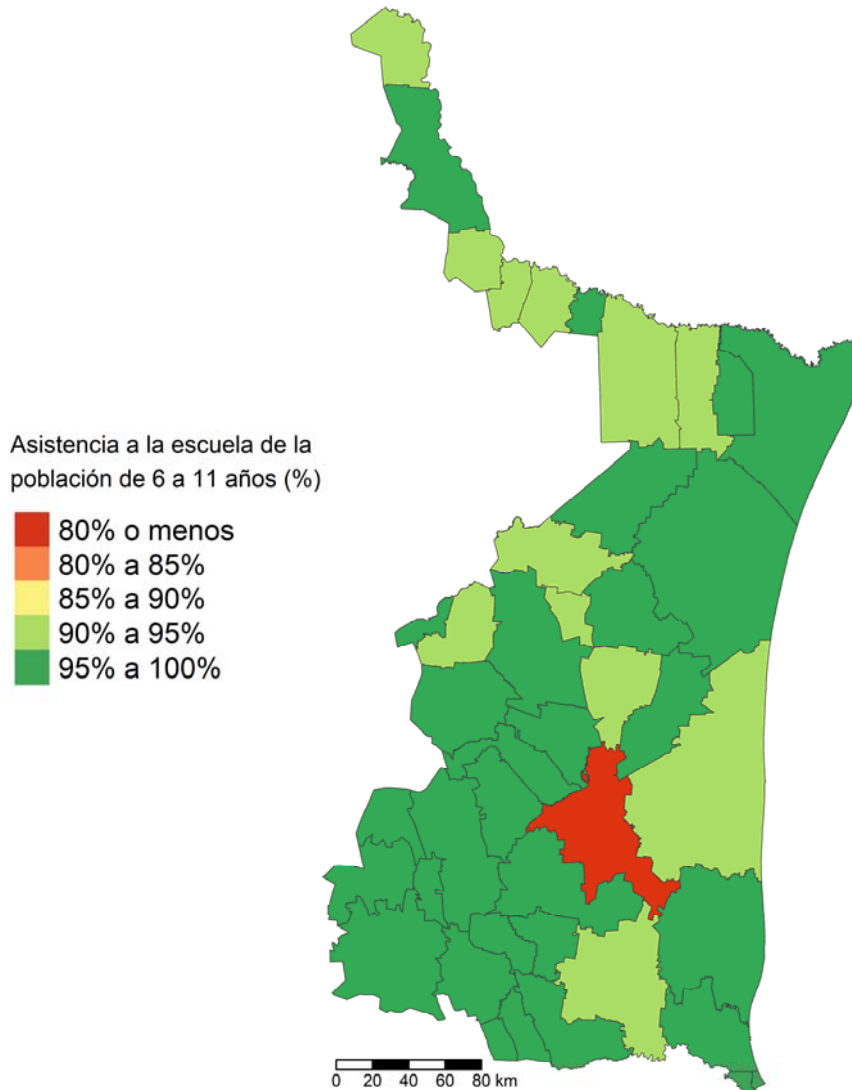 Asistencia a la escuela de la
población de 6 a 11 años (%)
80% o menos
80% a 85%
85% a 90%
90% a 95%
95% a 100%
0 20 40 60 80 km